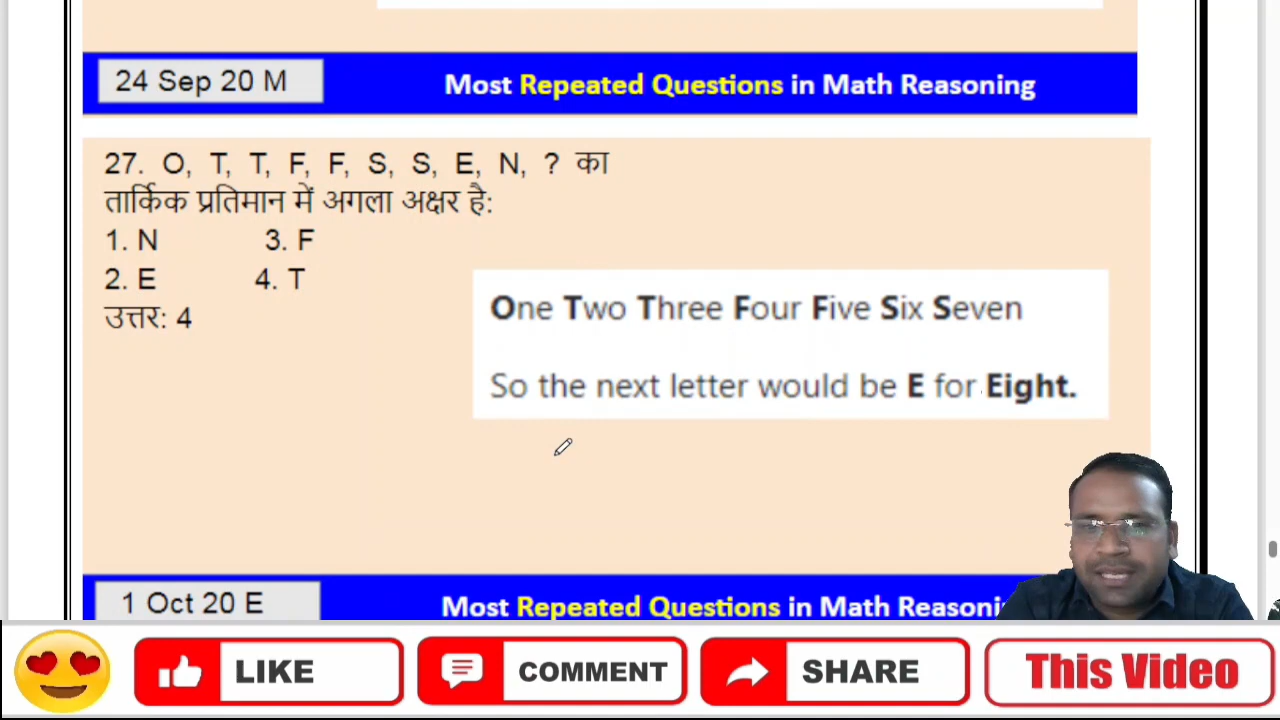 24 Sep 20 M
Most Repeated Questions in Math Reasoning
27. O, T, T, F, F, S, S, E, N, ? का
तार्किक प्रतिमान में अगला अक्षर है:
1. N 3. F
2. E 4. T
उत्तर: 4
One Two Three Four Five Six Seven
So the next letter would be E for Eight.
1 Oct 20 E
Most Repeated Questions in Math
LIKE
COMMENT
SHARE
This Video